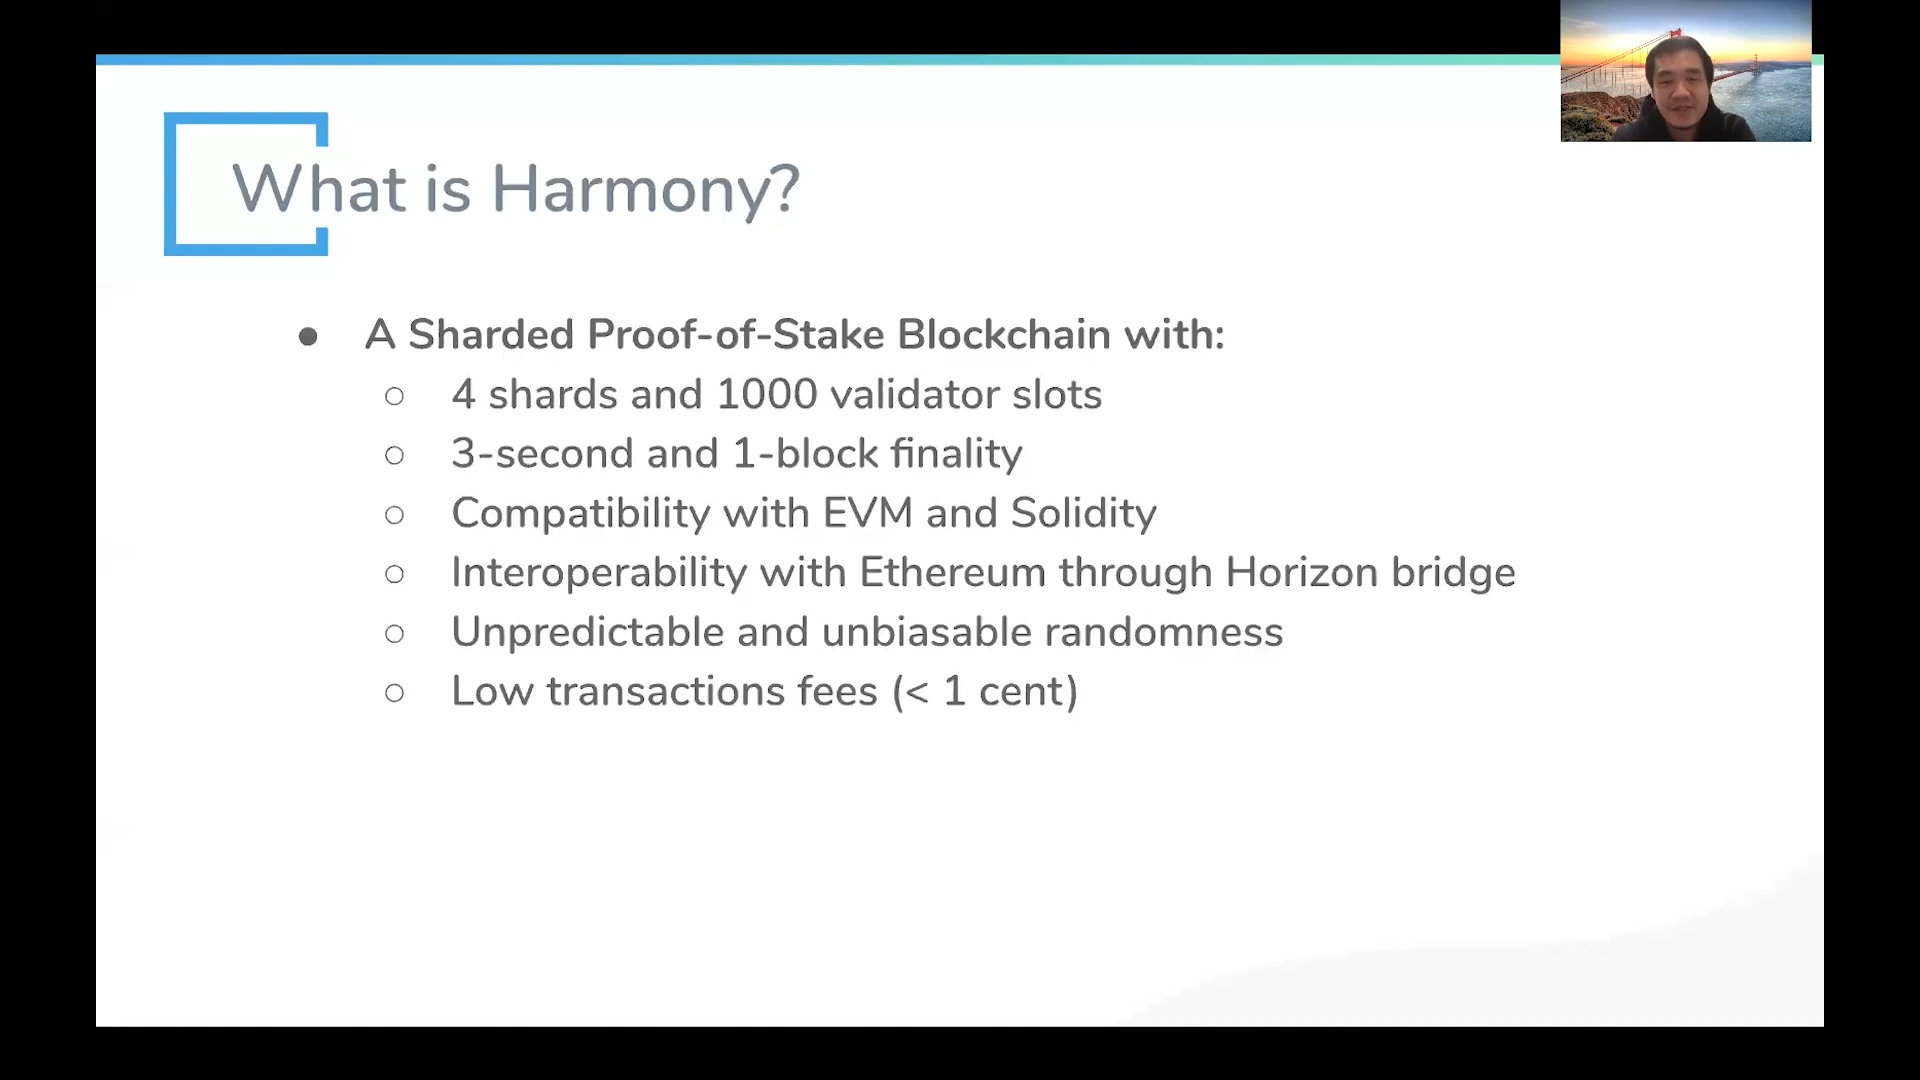 What is Harmony?
● A Sharded Proof-of-Stake Blockchain with:
○ 4 shards and 1000 validator slots
○ 3-second and 1-block finality
○ Compatibility with EVM and Solidity
○ Interoperability with Ethereum through Horizon bridge
○ Unpredictable and unbiasable randomness
○ Low transactions fees (< 1 cent)